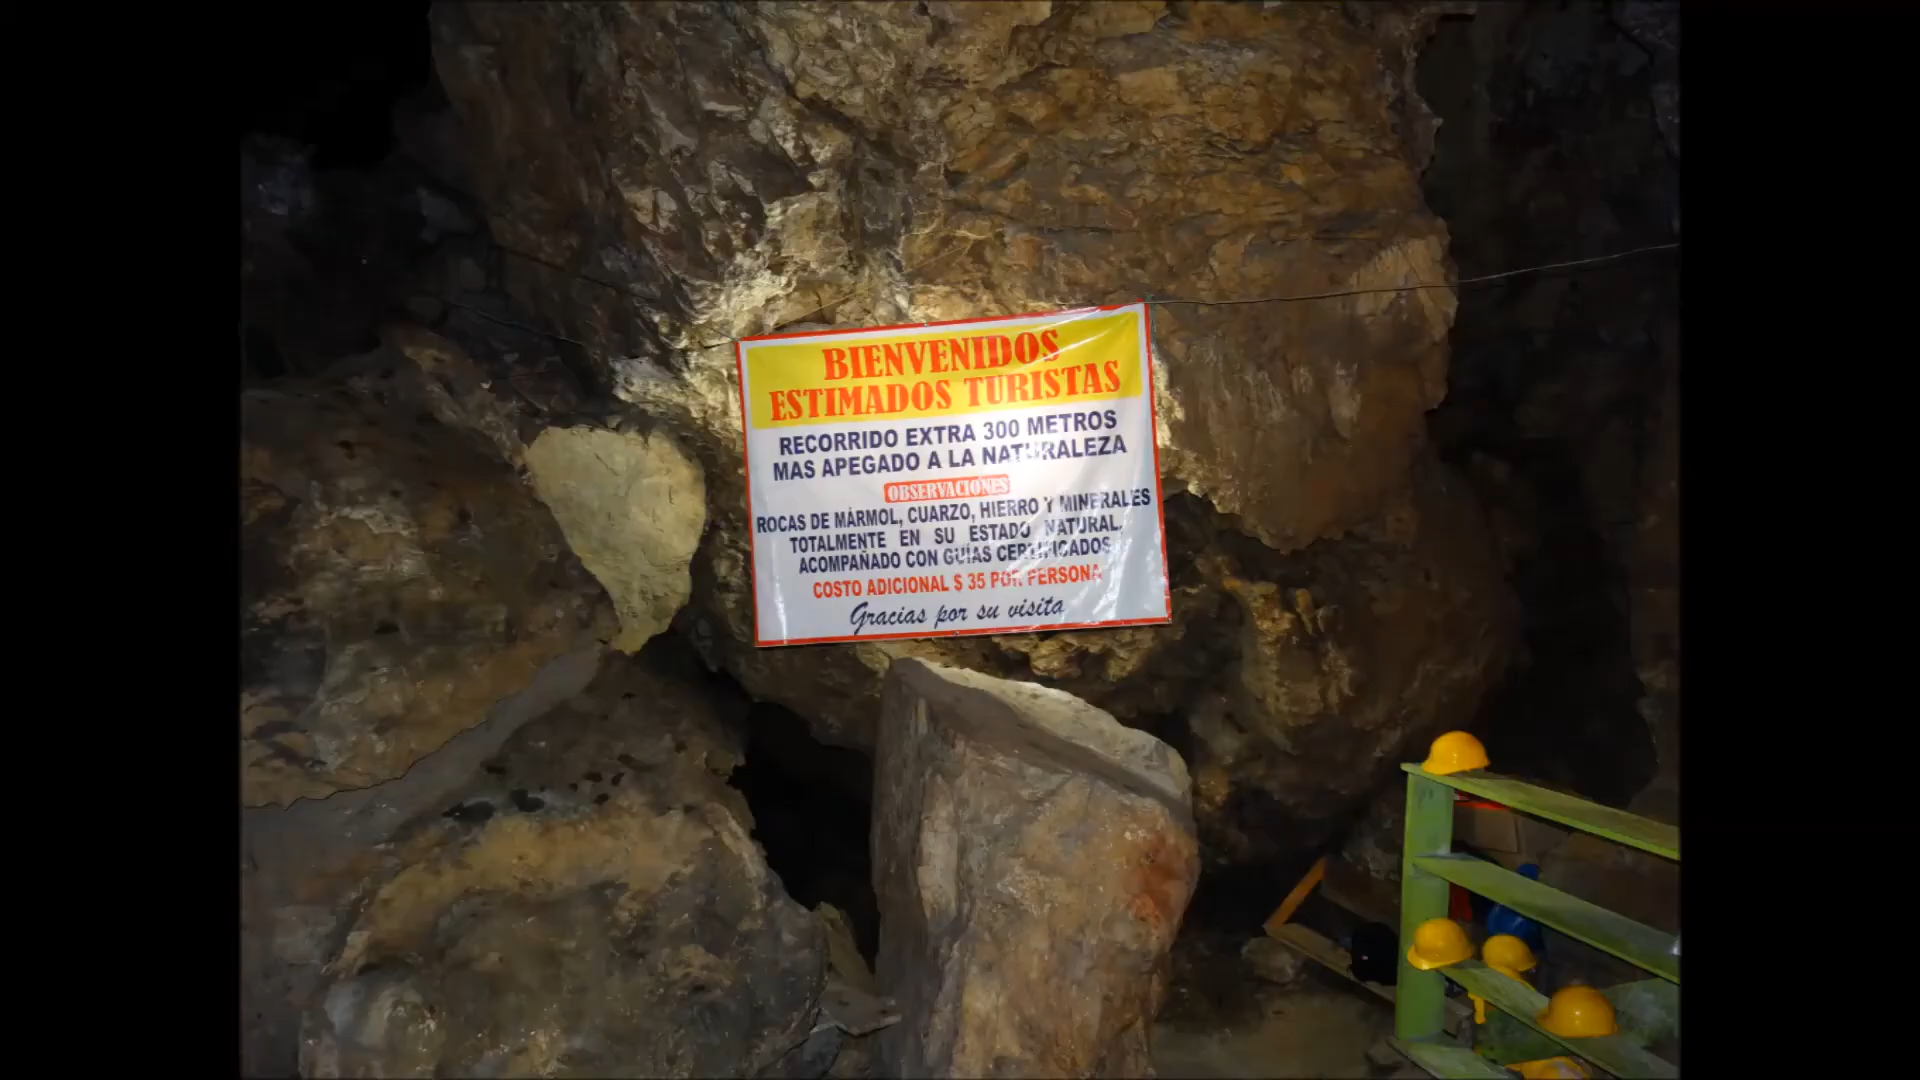 BIENVENIDOS
ESTIMADOS TURISTAS
RECORRIDO EXTRA 300 METROS
MAS APEGADO A LA NATURALEZA
OBSERVACIONES
ROCAS DE MÁRMOL, CUARZO, HIERRO Y MINERALES
TOTALMENTE EN SU ESTADO NATURAL.
ACOMPAÑADO CON GUÍAS CERTIFICADOS
COSTO ADICIONAL $ 35 POR PERSONA
Gracias por su visita